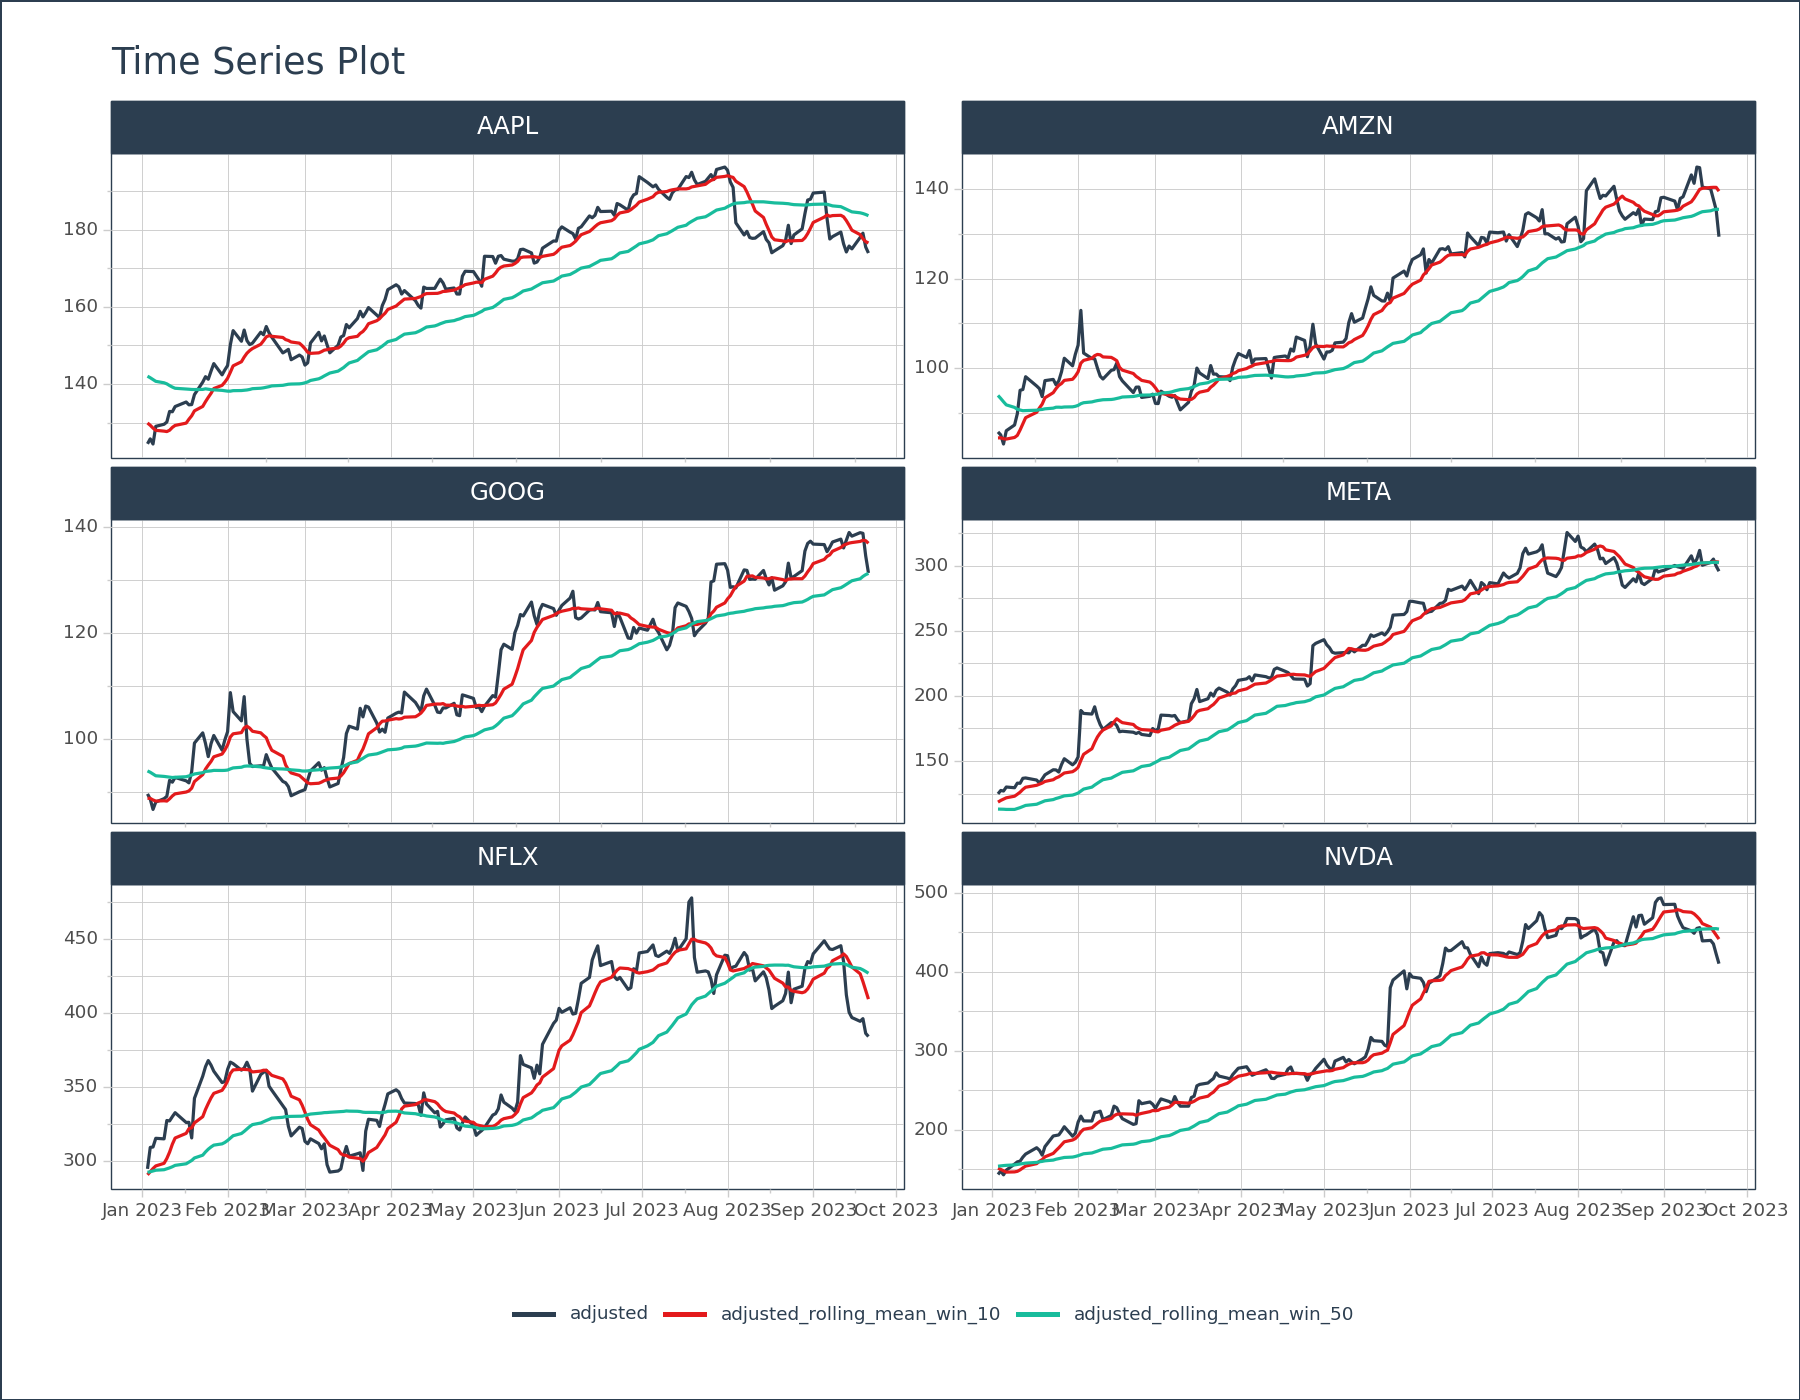 Time Series Plot
AAPL
180
160
140
AMZN
140
120
100
GOOG
140
120
100
META
300
250
200
150
NFLX
450
400
350
300
Jan 2023 Feb 2023 Mar 2023 Apr 2023 May 2023 Jun 2023 Jul 2023 Aug 2023 Sep 2023 Oct 2023
NVDA
500
400
300
200
Jan 2023 Feb 2023 Mar 2023 Apr 2023 May 2023 Jun 2023 Jul 2023 Aug 2023 Sep 2023 Oct 2023
adjusted adjusted_rolling_mean_win_10 adjusted_rolling_mean_win_50